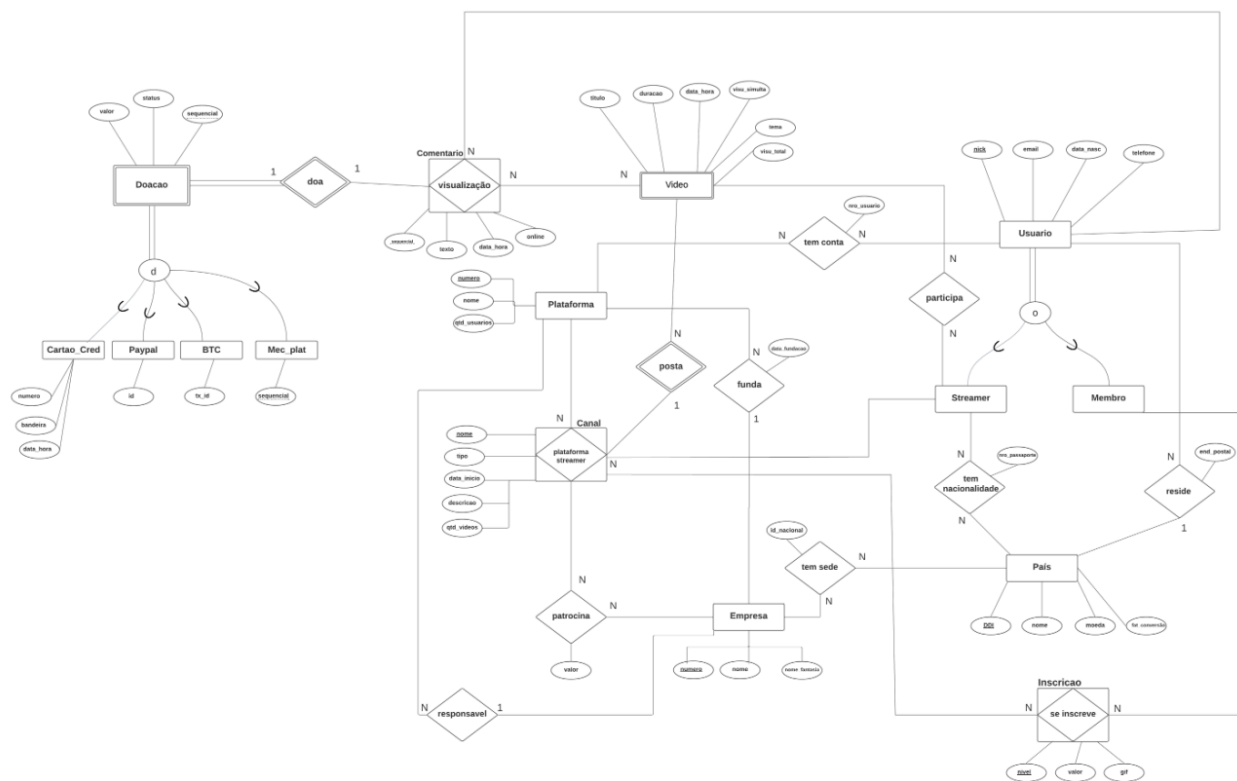 status
valor
sequencial
Doacao
1
doa
1
d
Cartao_Cred
Paypal
BTC
Mec_plat
numero
bandeira
data_hora
id
tx_id
sequencial
Comentario
N
visualização
N
texto
data_hora
online
titulo
duracao
data_hora
visu_simulta
tema
visu_total
N
Video
nick
email
data_nasc
telefone
Usuario
nro_usuario
N
tem conta
N
participa
N
N
o
Streamer
Membro
numero
nome
qtd_usuarios
Plataforma
posta
1
N
data_fundacao
funda
1
N
Canal
nome
tipo
data_inicio
descricao
qtd_videos
plataforma
streamer
N
N
nro_passaporte
tem
nacionalidade
N
N
end_postal
reside
1
id_nacional
tem sede
N
N
País
DDI
nome
moeda
N
patrocina
N
valor
Empresa
numero
nome
nome_fantasia
N
responsavel
1
Inscricao
N
se inscreve
N
nivel
valor
gif